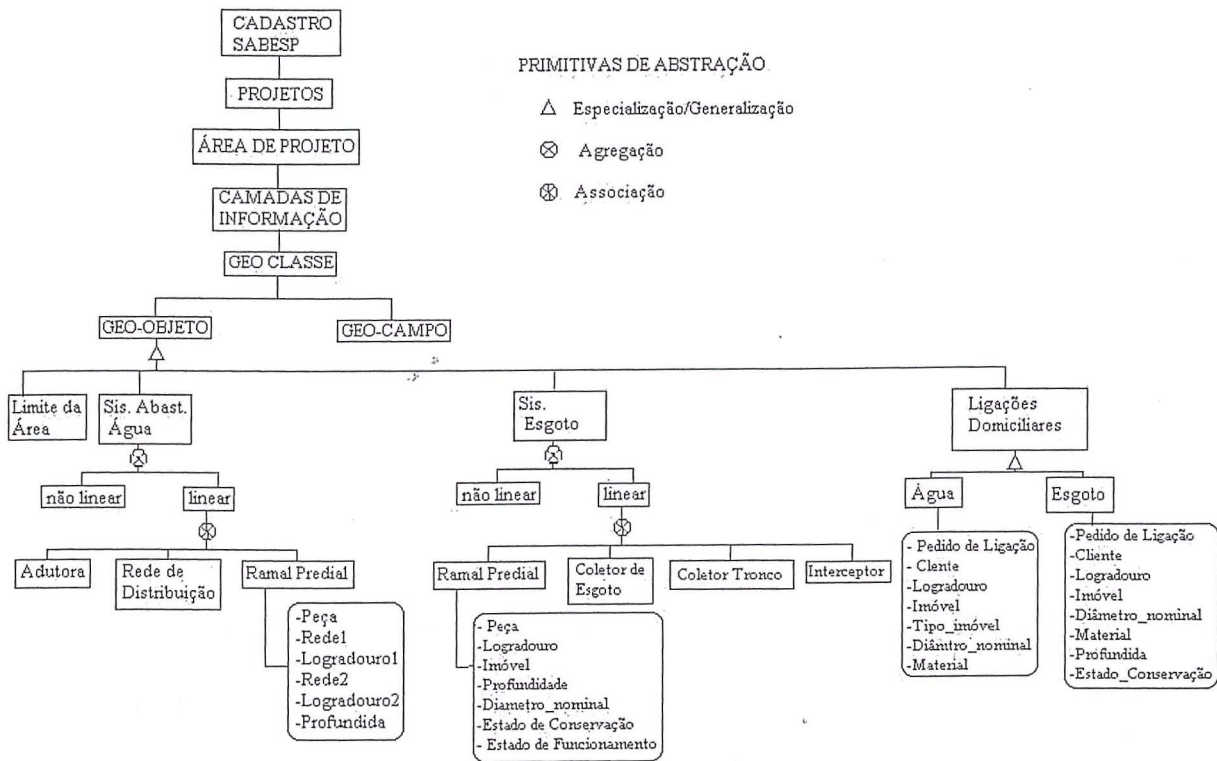 CADASTRO
SABESP
PROJETOS
ÁREA DE PROJETO
CAMADAS DE
INFORMAÇÃO
GEO CLASSE
GEO-OBJETO
GEO-CAMPO
PRIMITIVAS DE ABSTRAÇÃO
Especialização/Generalização
Agregação
Associação
Limite da
Área
Sis. Abast.
Água
Sis.
Esgoto
Ligações
Domiciliares
não linear
linear
não linear
linear
Água
Esgoto
Adutora
Rede de
Distribuição
Ramal Predial
Ramal Predial
Coletor de
Esgoto
Coletor Tronco
Interceptor
-Peça
-Rede1
-Logradouro1
-Rede2
-Logradouro2
-Profundida
- Peça
-Logradouro
-Imóvel
-Profundidade
-Diametro_nominal
-Estado de Conservação
- Estado de Funcionamento
- Pedido de Ligação
- Clente
-Logradouro
-Imóvel
-Tipo_imóvel
-Diâmtro_nominal
-Material
-Pedido de Ligação
-Cliente
-Logradouro
-Imóvel
-Diâmetro_nominal
-Material
-Profundida
-Estado_Conservação